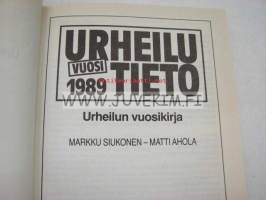 URHEILU
VUOSI
1989 TIETO
WWW.JUVEKIM.FI
Urheilun vuosikirja
MARKKU SIUKONEN – MATTI AHOLA